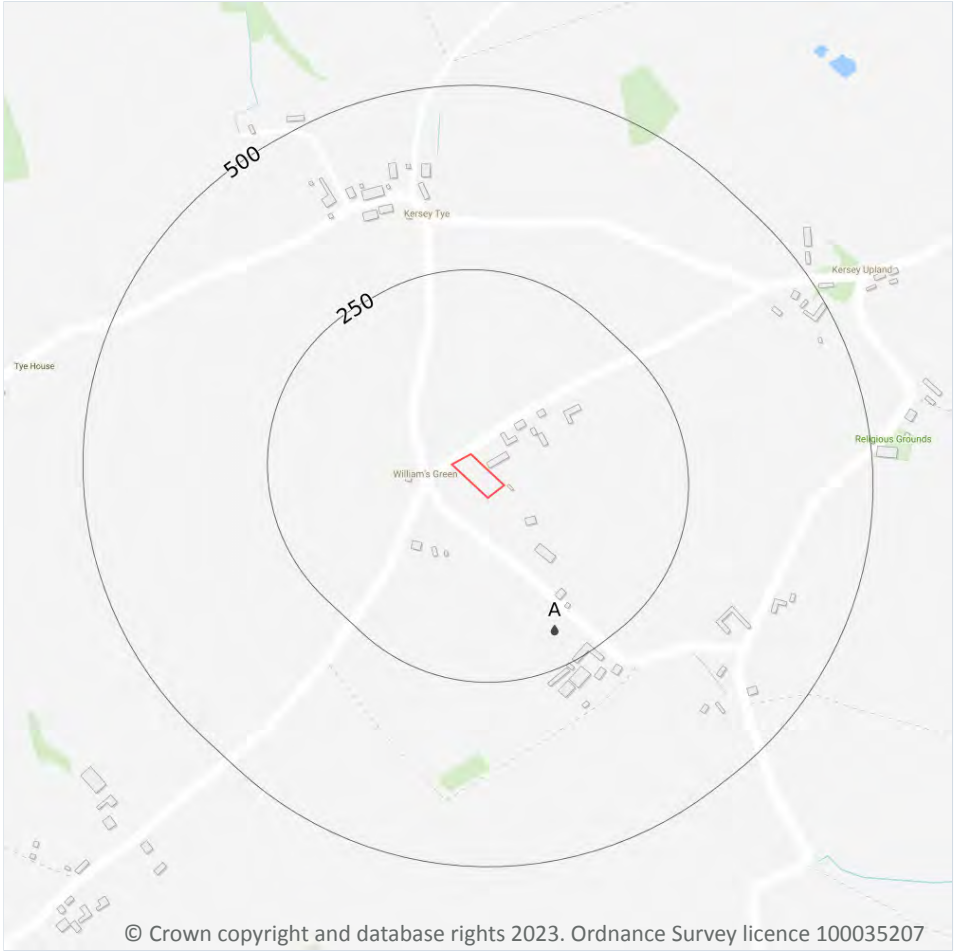 500
Kersey Tye
Kersey Upland
250
Tye House
Religious Grounds
William's Green
A
© Crown copyright and database rights 2023. Ordnance Survey licence 100035207